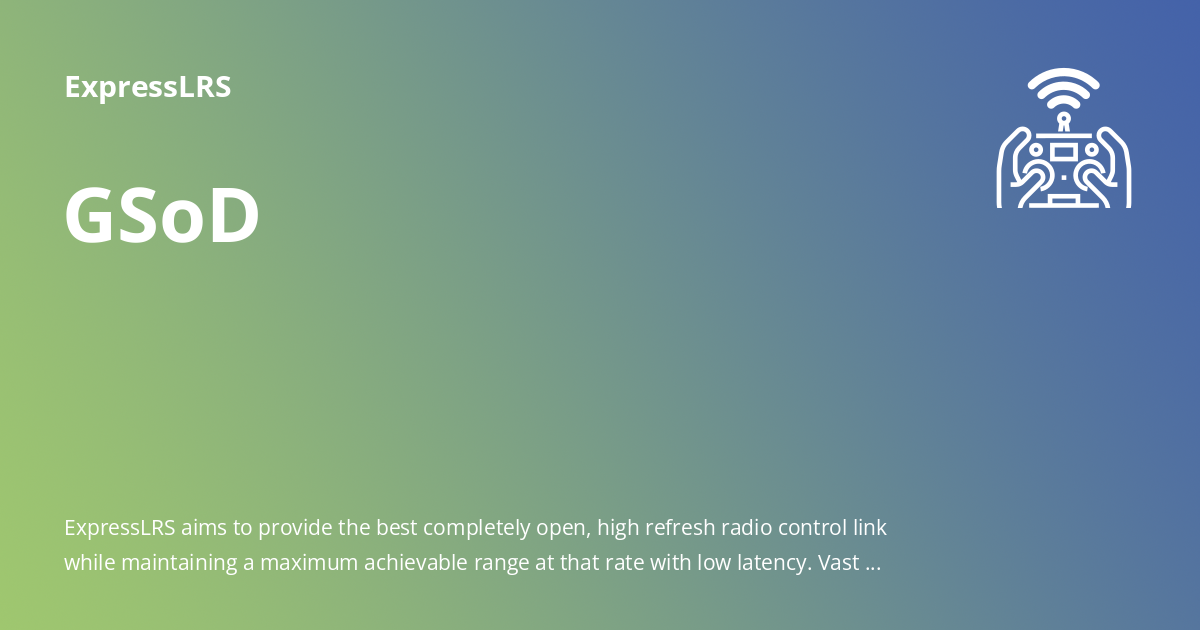 ExpressLRS
GSoD
ExpressLRS aims to provide the best completely open, high refresh radio control link
while maintaining a maximum achievable range at that rate with low latency. Vast ...